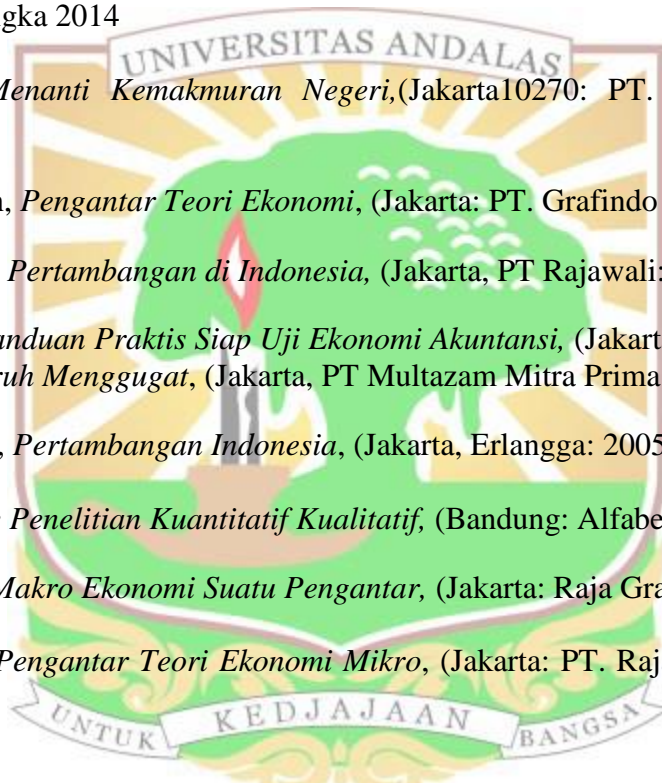 ngka 2014
UNIVERSITAS ANDALAS
Menanti Kemakmuran Negeri,(Jakarta10270: PT.
, Pengantar Teori Ekonomi, (Jakarta: PT. Grafindo
Pertambangan di Indonesia, (Jakarta, PT Rajawali:
anduan Praktis Siap Uji Ekonomi Akuntansi, (Jakart
ruh Menggugat, (Jakarta, PT Multazam Mitra Prima
, Pertambangan Indonesia, (Jakarta, Erlangga: 2005
Penelitian Kuantitatif Kualitatif, (Bandung: Alfabe
Makro Ekonomi Suatu Pengantar, (Jakarta: Raja Gra
Pengantar Teori Ekonomi Mikro, (Jakarta: PT. Raj
UNTUK KEDJAJAAN BANGSA